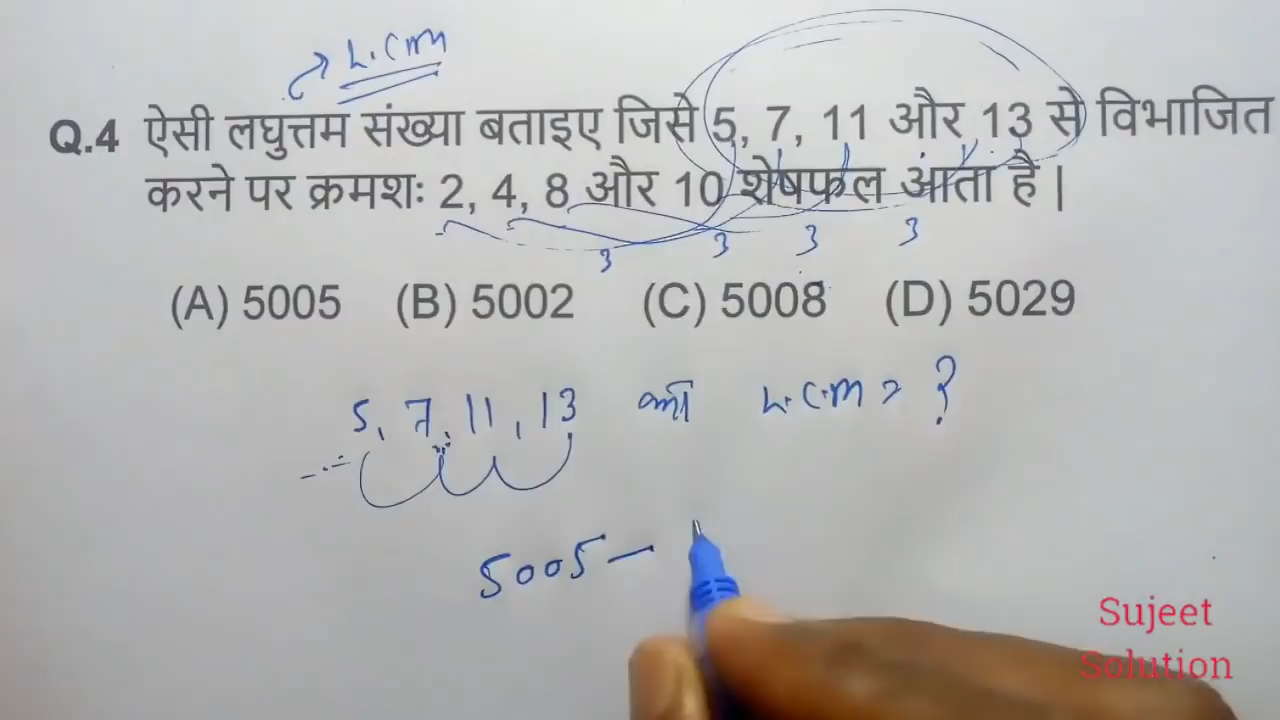 L.C.M
Q.4 ऐसी लघुत्तम संख्या बताइए जिसे 5, 7, 11 और 13 से विभाजित
करने पर क्रमशः 2, 4, 8 और 10 शेषफल आता है |
3 3 3 3
(A) 5005 (B) 5002 (C) 5008 (D) 5029
5, 7, 11, 13 का L.C.M = ?
5005 —
Sujeet
Solution